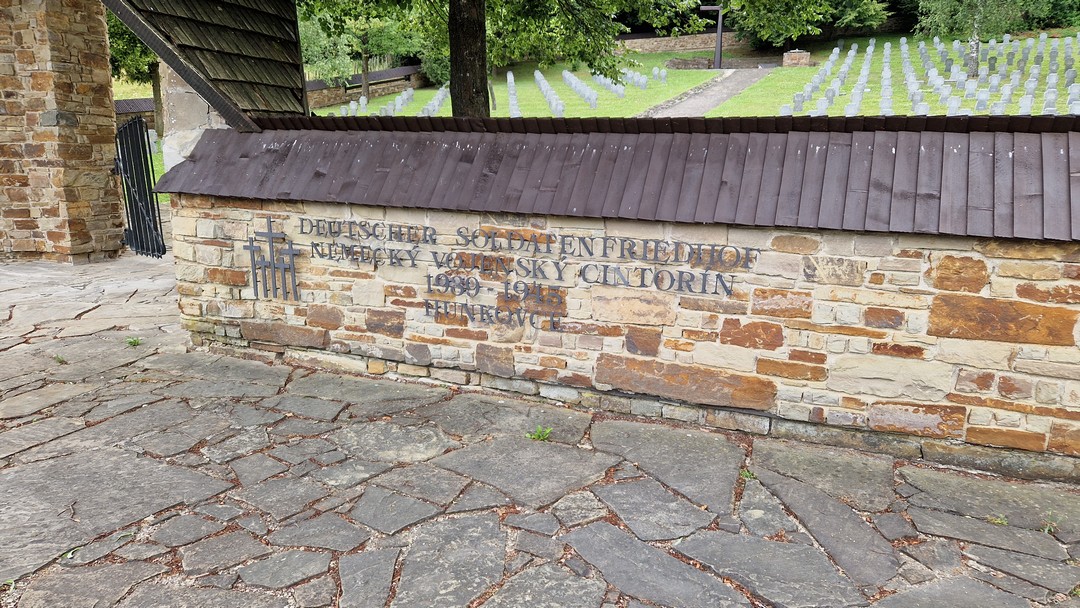 DEUTSCHER SOLDATENFRIEDHOF
NEMECKÝ VOJENSKÝ CINTORÍN
1939-1945
HUNKOVCE